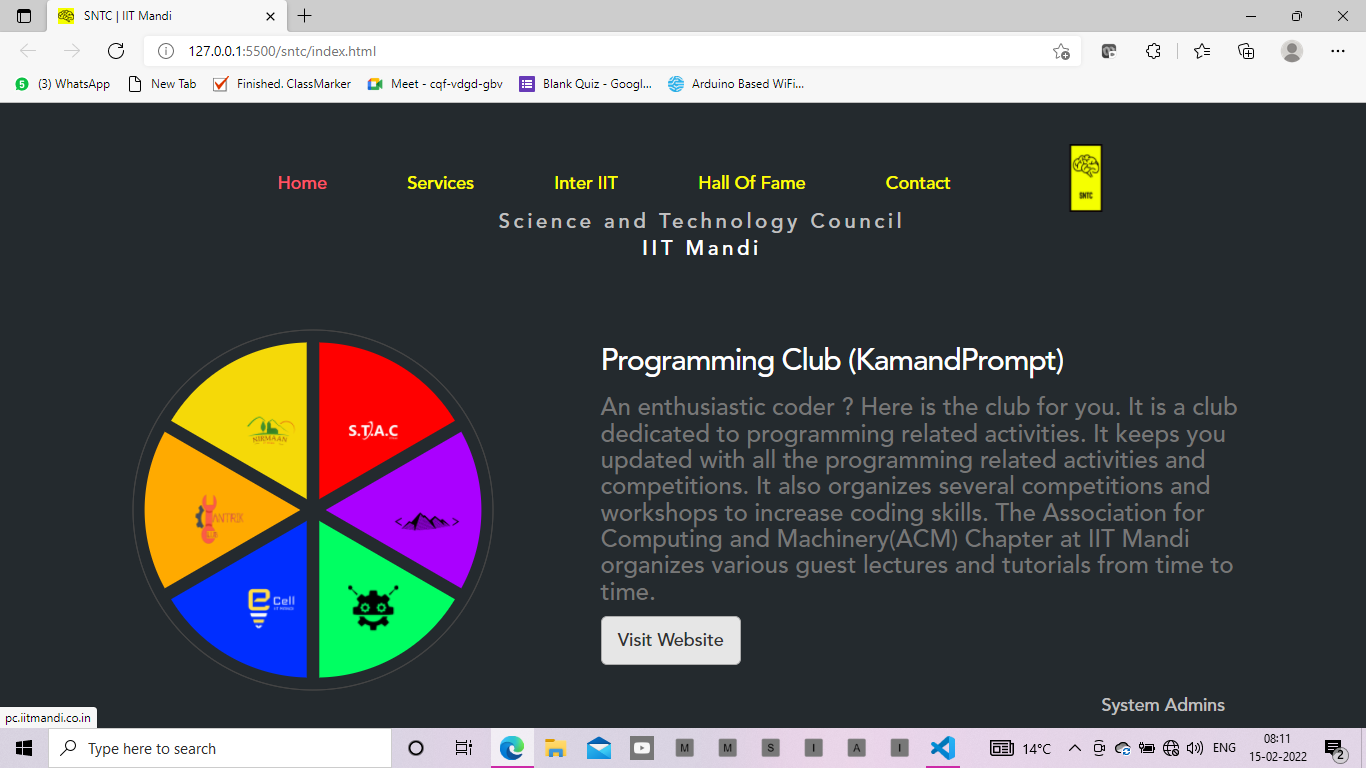 SNTC | IIT Mandi
127.0.0.1:5500/sntc/index.html
(3) WhatsApp
New Tab
Finished. ClassMarker
Meet - cqf-vdgd-gbv
Blank Quiz - Googl...
Arduino Based WiFi...
Home
Services
Inter IIT
Hall Of Fame
Contact
SNTC
Science and Technology Council
IIT Mandi
NIRMAAN
S.T.A.C
e Cell
Programming Club (KamandPrompt)
An enthusiastic coder ? Here is the club for you. It is a club
dedicated to programming related activities. It keeps you
updated with all the programming related activities and
competitions. It also organizes several competitions and
workshops to increase coding skills. The Association for
Computing and Machinery(ACM) Chapter at IIT Mandi
organizes various guest lectures and tutorials from time to
time.
Visit Website
System Admins
pc.iitmandi.co.in
Type here to search
M
M
S
I
A
I
14°C
ENG
08:11
15-02-2022
2